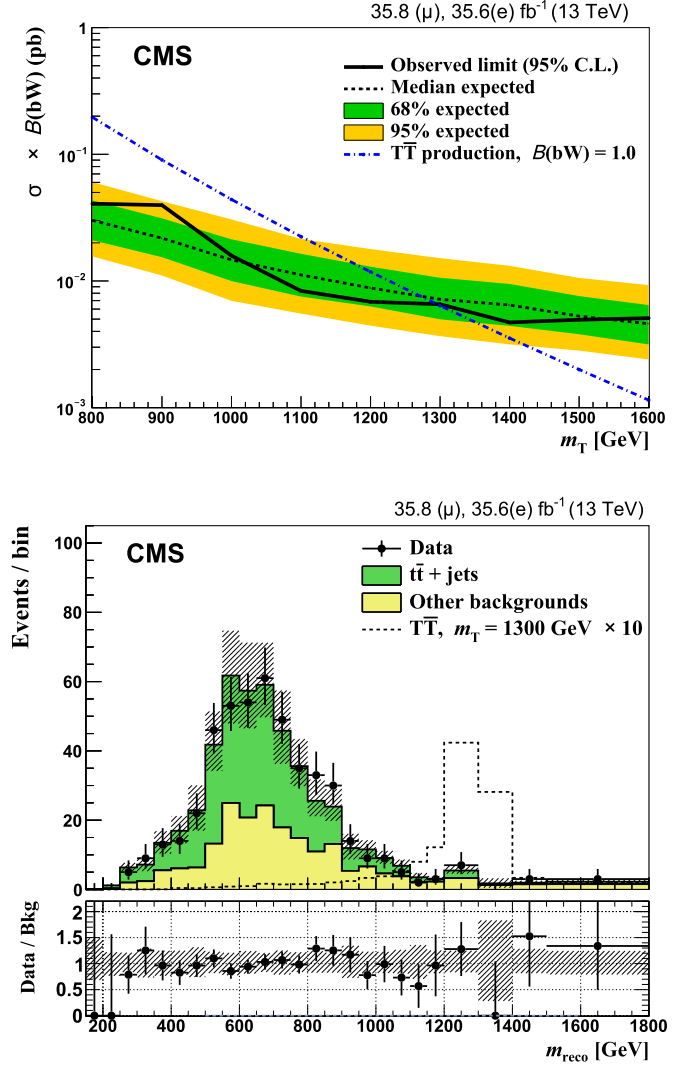 35.8 (μ), 35.6(e) fb⁻¹ (13 TeV)
CMS
Observed limit (95% C.L.)
Median expected
68% expected
95% expected
TT̅ production, B(bW) = 1.0
σ × B(bW) (pb)
1
10⁻¹
10⁻²
10⁻³
800 900 1000 1100 1200 1300 1400 1500 1600
m_T [GeV]
35.8 (μ), 35.6(e) fb⁻¹ (13 TeV)
CMS
Data
tt̅ + jets
Other backgrounds
TT̅, m_T = 1300 GeV × 10
Events / bin
100
80
60
40
20
0
Data / Bkg
2
1.5
1
0.5
0
200 400 600 800 1000 1200 1400 1600 1800
m_reco [GeV]